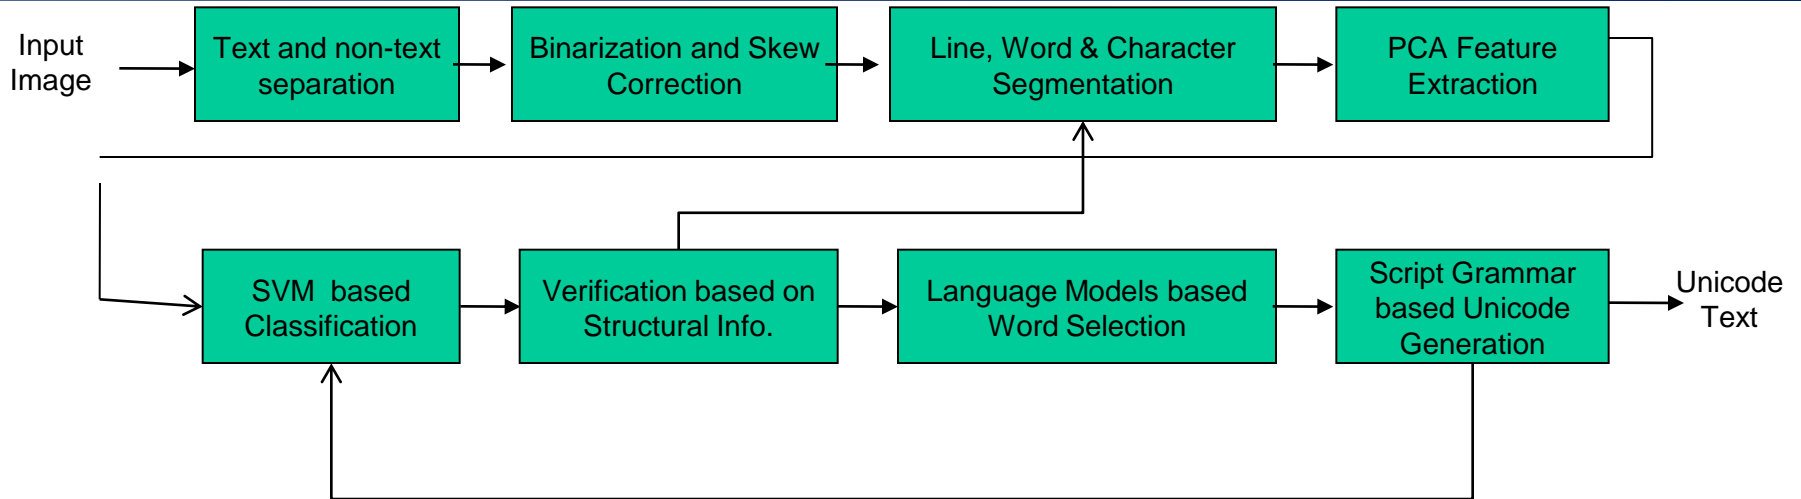 Input
Image
Text and non-text
separation
Binarization and Skew
Correction
Line, Word & Character
Segmentation
PCA Feature
Extraction
SVM  based
Classification
Verification based on
Structural Info.
Language Models based
Word Selection
Script Grammar
based Unicode
Generation
Unicode
Text